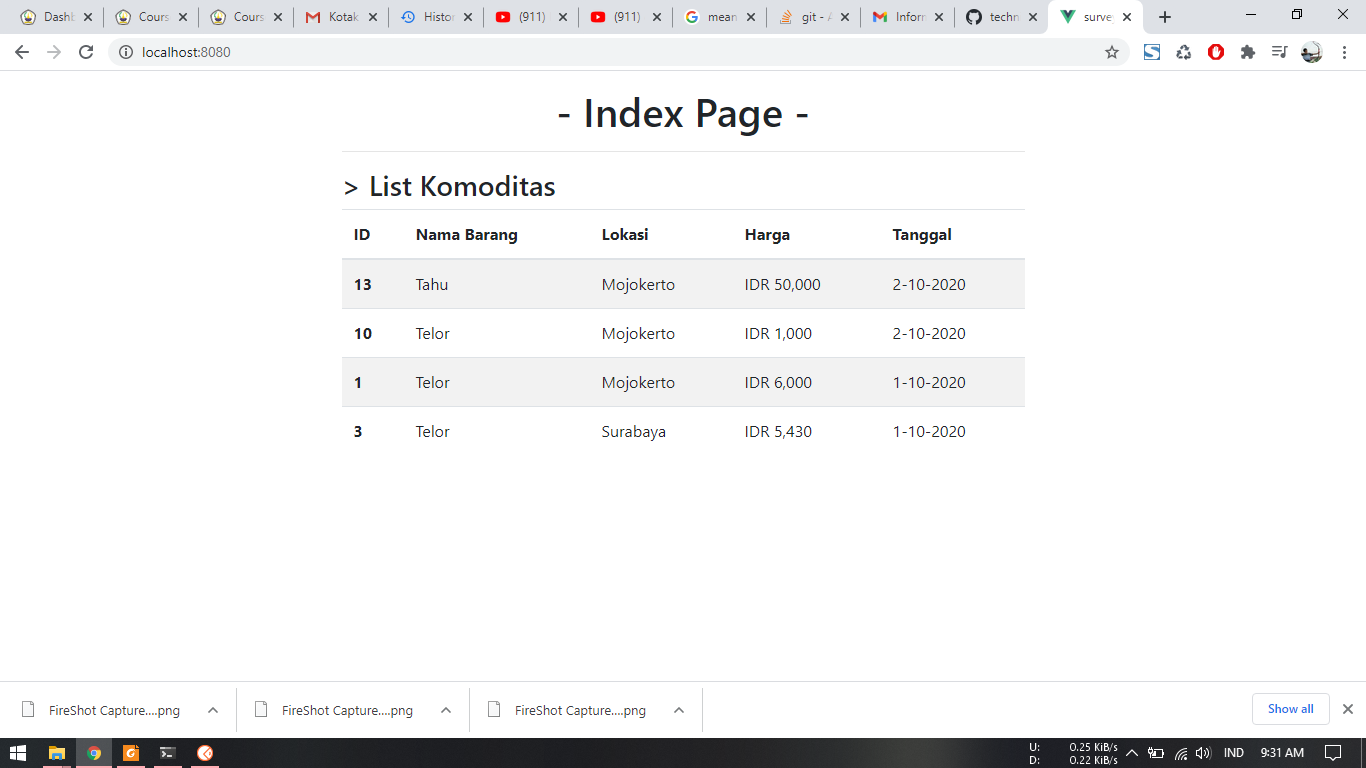 Dashb Cours Cours Kotak Histor (911) (911) mean git - A Inforn techn surve
localhost:8080
- Index Page -
> List Komoditas
ID Nama Barang Lokasi Harga Tanggal
13 Tahu Mojokerto IDR 50,000 2-10-2020
10 Telor Mojokerto IDR 1,000 2-10-2020
1 Telor Mojokerto IDR 6,000 1-10-2020
3 Telor Surabaya IDR 5,430 1-10-2020
FireShot Capture....png FireShot Capture....png FireShot Capture....png Show all
U: 0.25 KiB/s
D: 0.22 KiB/s
IND 9:31 AM